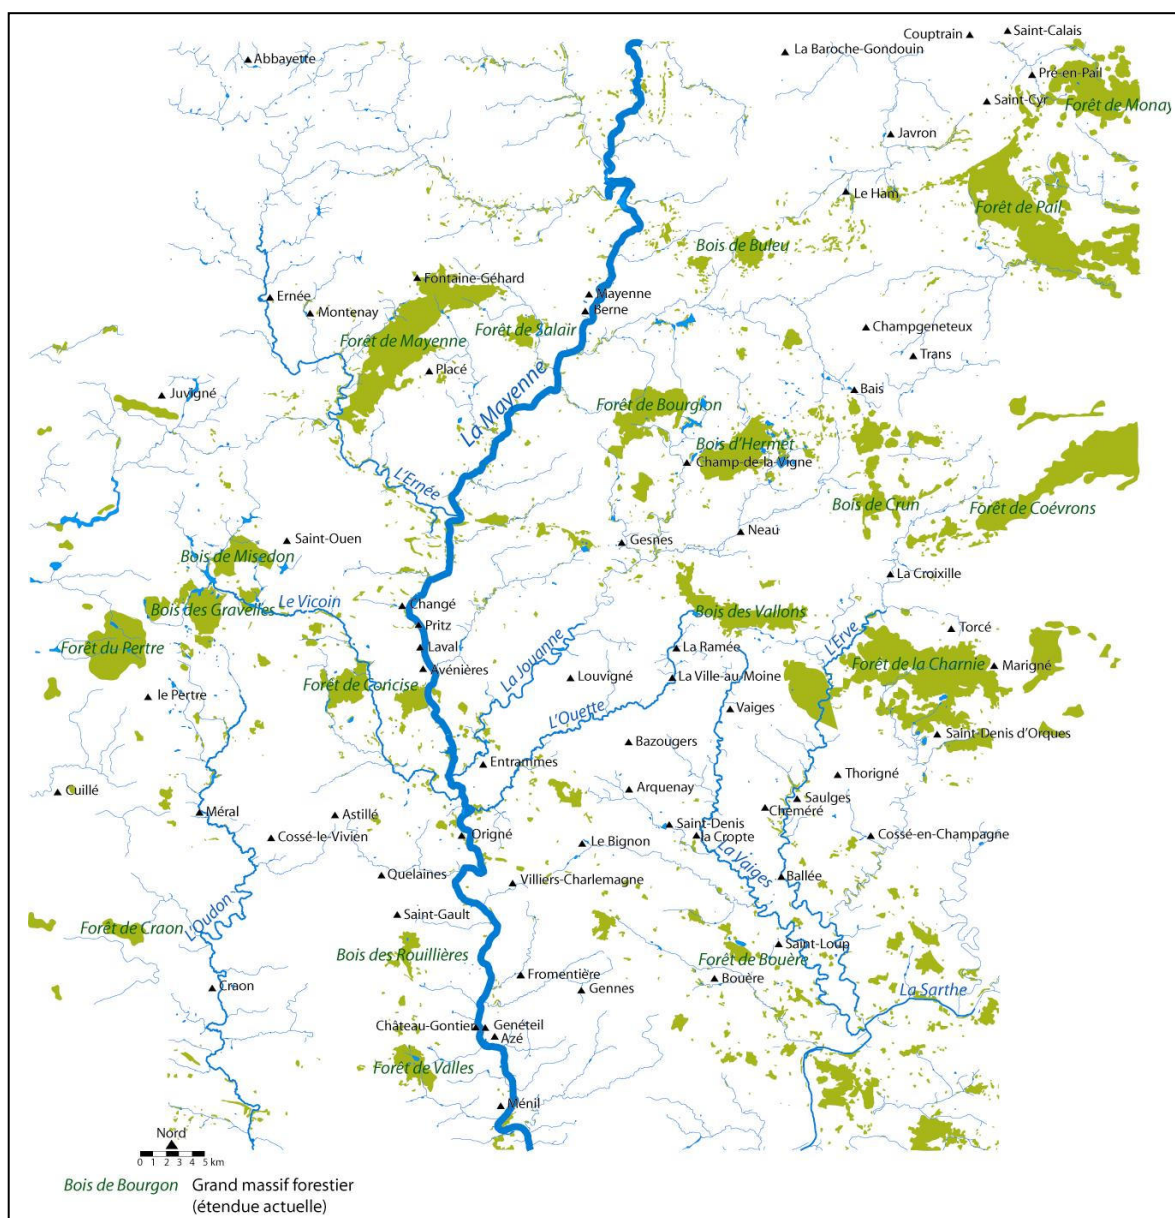 Couptrain
Saint-Calais
La Baroche-Gondouin
Abbayette
Pré-en-Pail
Saint-Cyr
Forêt de Monay
Javron
Le Ham
Forêt de Pail
Bois de Buleu
Fontaine-Géhard
Ernée
Mayenne
Montenay
Berne
Forêt de Salair
Champgeneteux
Forêt de Mayenne
Trans
Placé
Bais
Juvigné
La Mayenne
Forêt de Bourgion
Bois d'Hermet
Champ-de-la-Vigne
L'Ernée
Bois de Crun
Forêt de Coévrons
Neau
Saint-Ouen
Gesnes
Bois de Misedon
La Croixille
Bois des Gravelles
Le Vicoin
Changé
Bois des Vallons
Pritz
Torcé
Forêt du Pertre
Laval
La Ramée
L'Erve
Avénières
La Jouanne
Forêt de la Charnie
Marigné
Forêt de Concise
Louvigné
La Ville-au-Moine
le Pertre
L'Ouette
Vaiges
Bazougers
Saint-Denis d'Orques
Entrammes
Thorigné
Cuillé
Arquenay
Saulges
Méral
Astillé
Cheméré
Saint-Denis
Cossé-le-Vivien
Origné
la Cropte
Cossé-en-Champagne
Le Bignon
La Vaiges
Quelaines
Villiers-Charlemagne
Ballée
L'Oudon
Saint-Gault
Forêt de Craon
Saint-Loup
Bois des Rouillières
Forêt de Bouère
Fromentière
Bouère
Craon
Gennes
La Sarthe
Château-Gontier
Genéteil
Azé
Forêt de Valles
Ménil
Nord
0 1 2 3 4 5 km
Bois de Bourgon Grand massif forestier
(étendue actuelle)